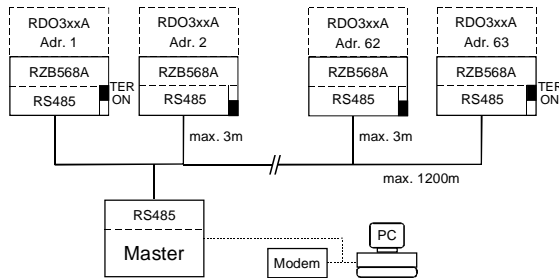 RDO3xxA RDO3xxA RDO3xxA RDO3xxA
Adr. 1 Adr. 2 Adr. 62 Adr. 63
RZB568A RZB568A RZB568A RZB568A
TER TER
RS485 RS485 RS485 RS485
ON ON
max. 3m max. 3m
max. 1200m
RS485
Master
PC
Modem